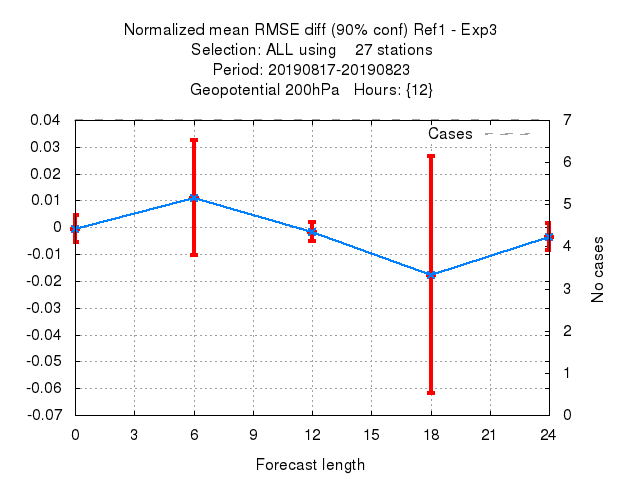 Normalized mean RMSE diff (90% conf) Ref1 - Exp3
Selection: ALL using    27 stations
Period: 20190817-20190823
Geopotential 200hPa   Hours: {12}
Cases
0.04
0.03
0.02
0.01
0
-0.01
-0.02
-0.03
-0.04
-0.05
-0.06
-0.07
7
6
5
4
3
2
1
0
No cases
0 3 6 9 12 15 18 21 24
Forecast length